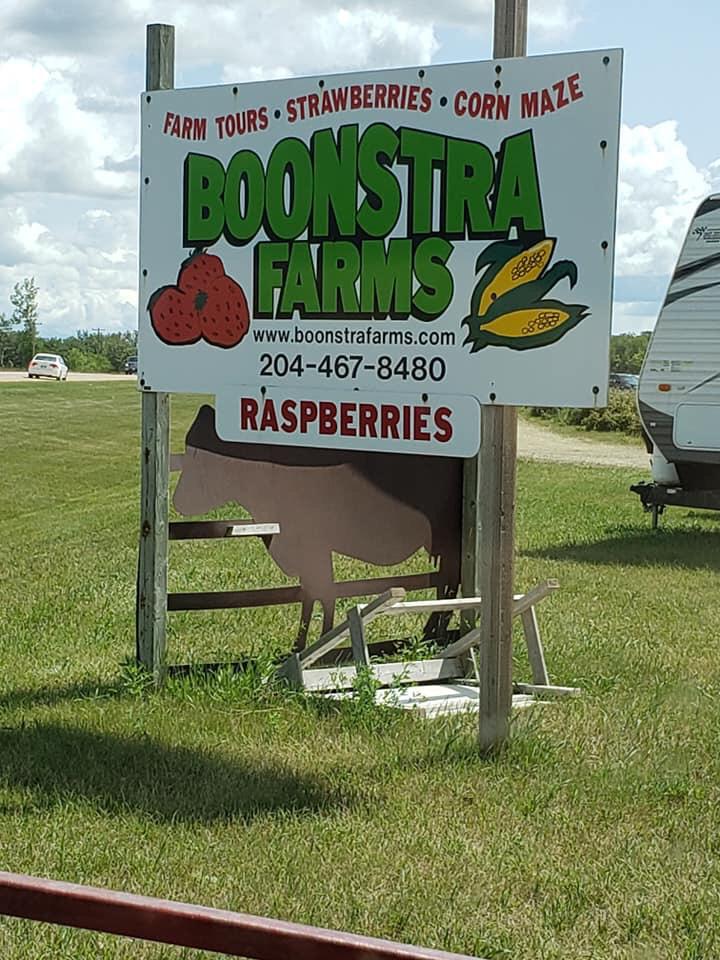 FARM TOURS • STRAWBERRIES • CORN MAZE
BOONSTRA
FARMS
www.boonstrafarms.com
204-467-8480
RASPBERRIES